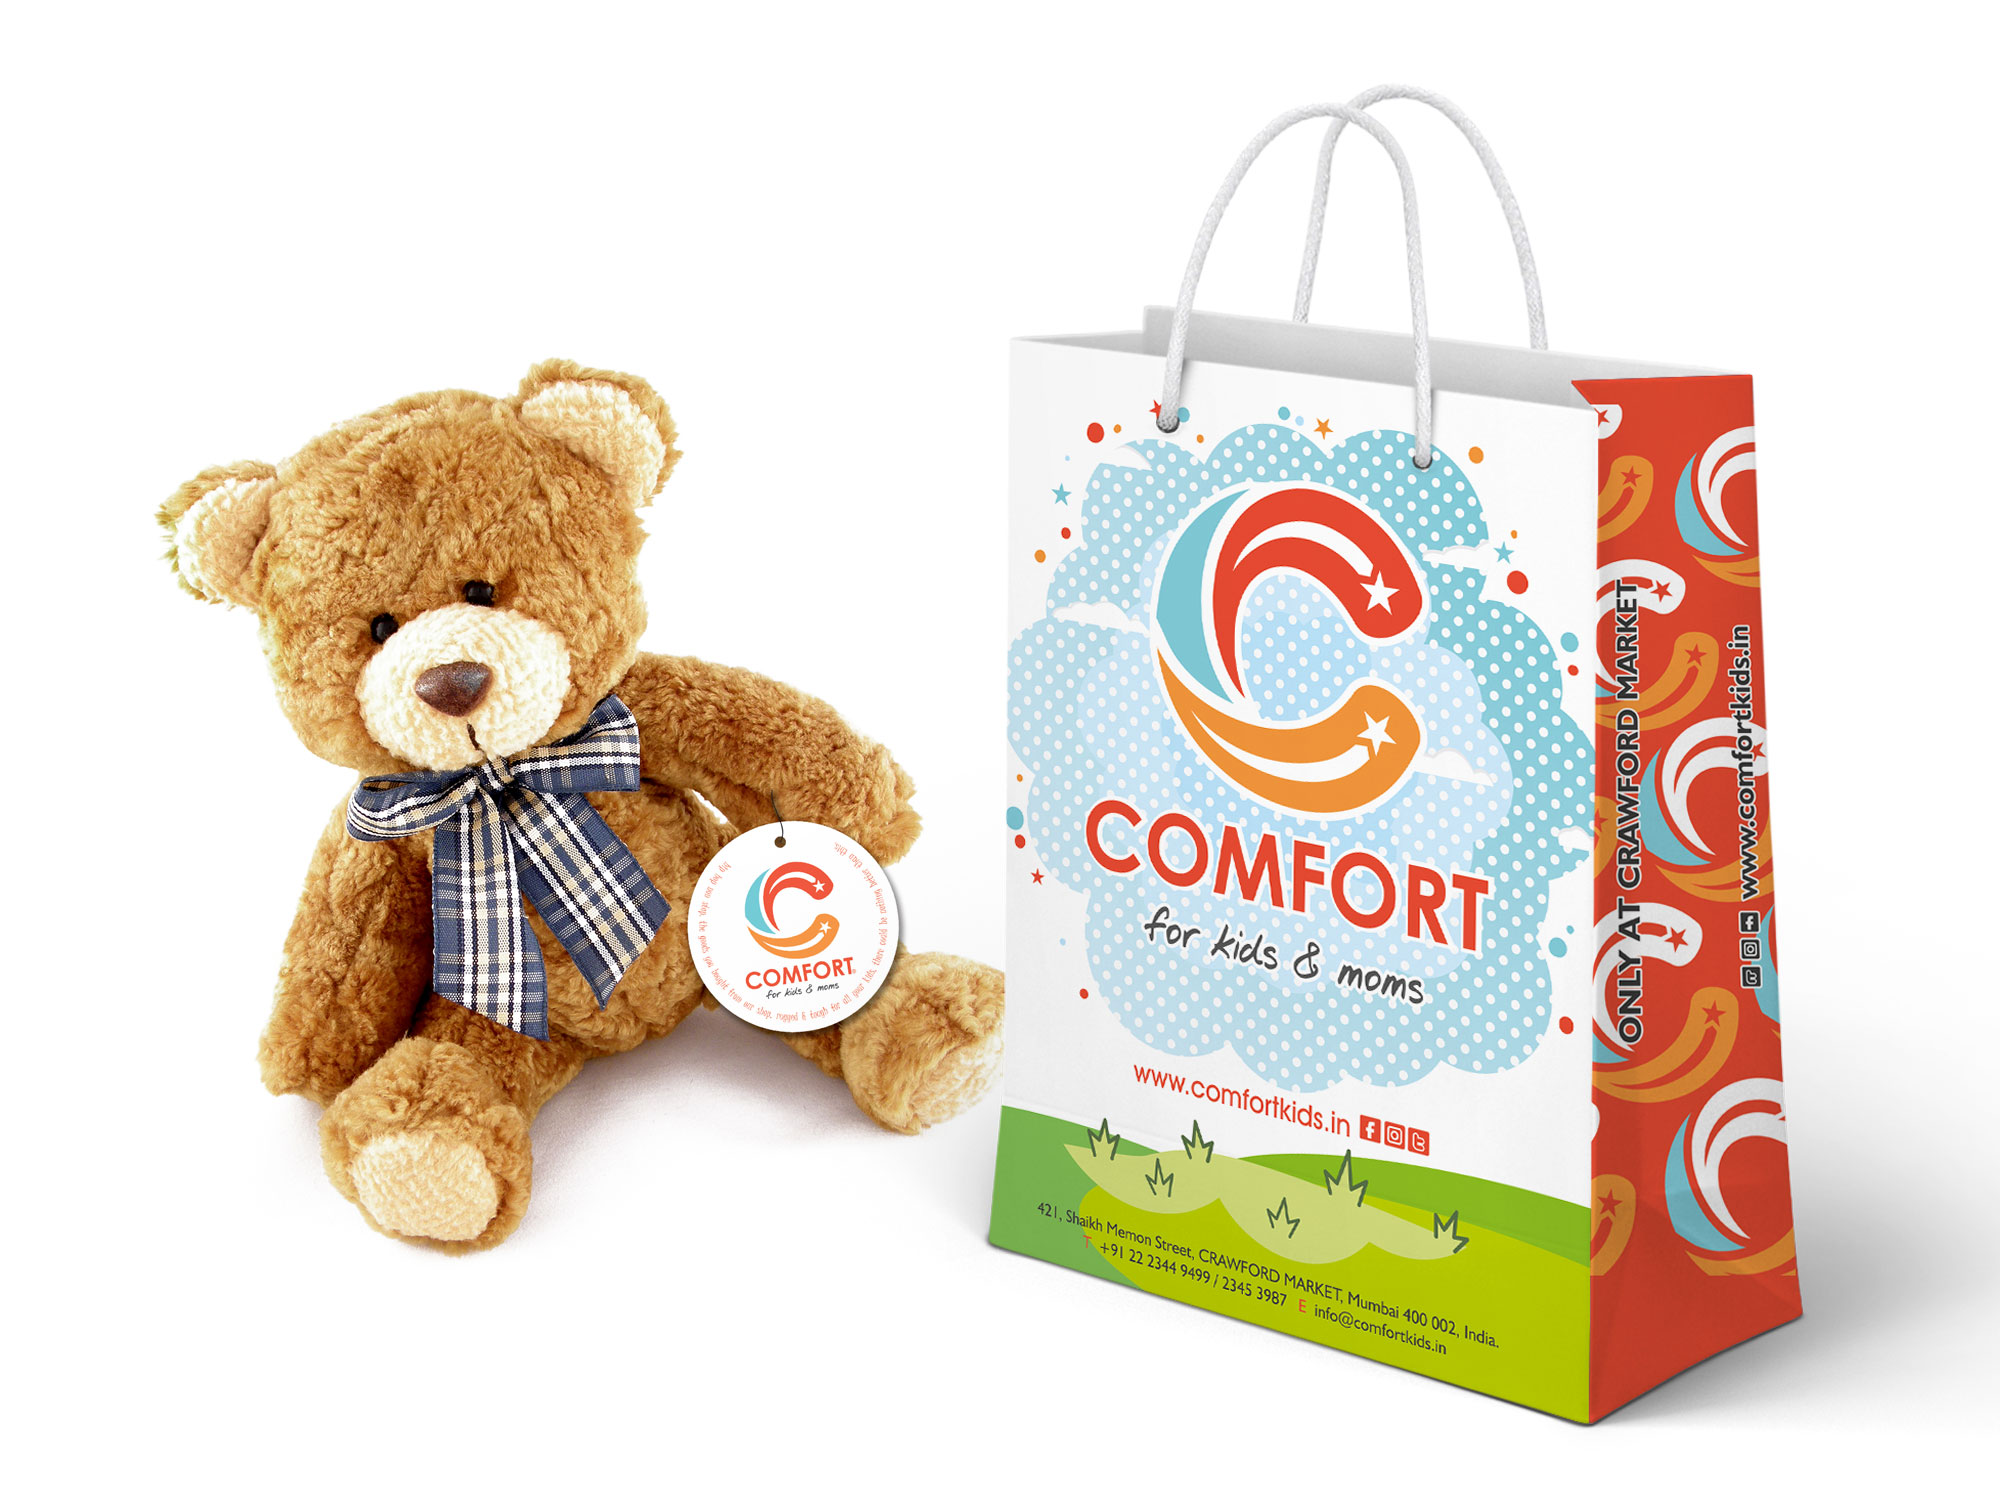 COMFORT®
for kids & moms
COMFORT
for kids & moms
www.comfortkids.in
421, Shaikh Memon Street, CRAWFORD MARKET, Mumbai 400 002, India.
T +91 22 2344 9499 / 2345 3987 E info@comfortkids.in
ONLY AT CRAWFORD MARKET
www.comfortkids.in